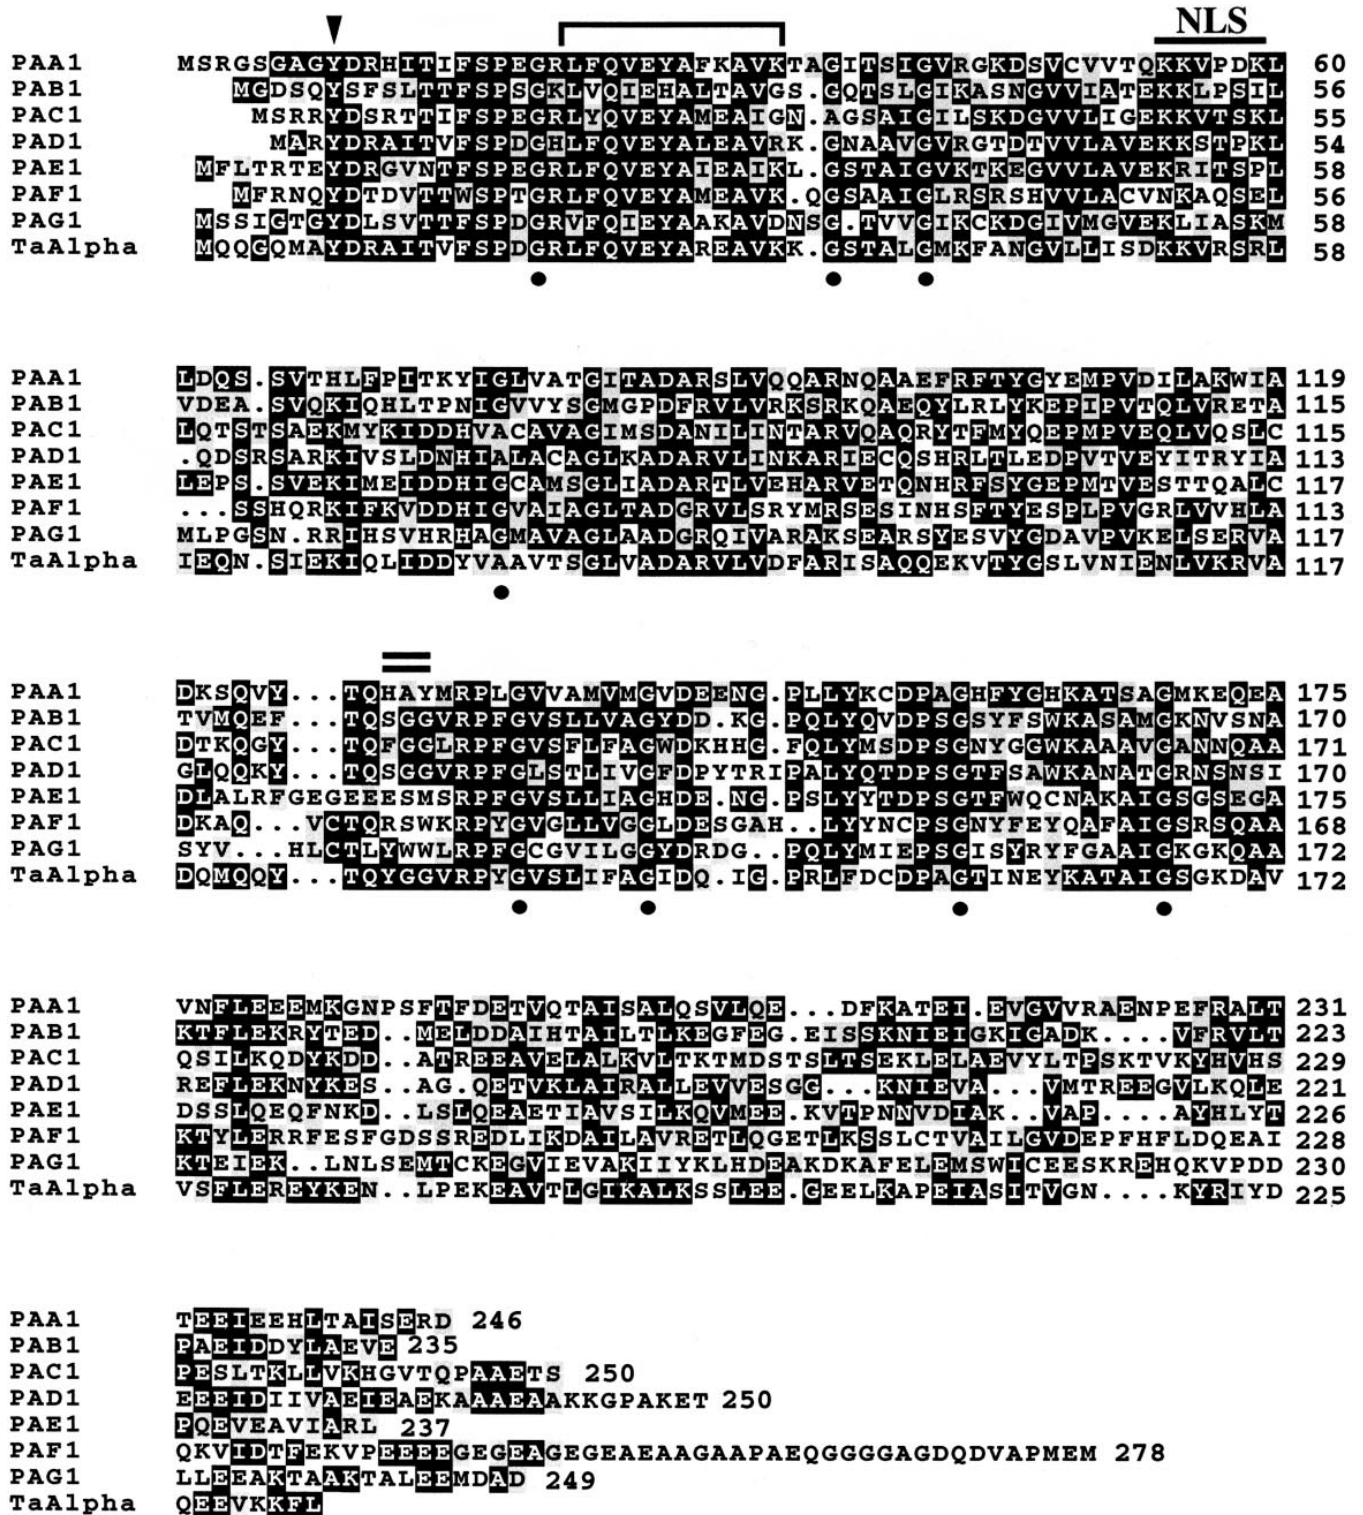 NLS
PAA1 MSRGSGAGYDRHITIFSPEGRLFQVEYAFKAVKTAGITSIGVRGKDSVCVVTQKKVPDKL 60
PAB1 MGDSQYSFSLTTFSPSGKLVQIEHALTAVGS.GQTSLGIKASNGVVIATEKKLPSIL 56
PAC1 MSRRYDSRTTIFSPEGRLYQVEYAMEAIGN.AGSAIGILSKDGVVLIGEKKVTSKL 55
PAD1 MARYDRAITVFSPDGHLFQVEYALEAVRK.GNAAVGVRGTDTVVLAVEKKSTPKL 54
PAE1 MFLTRTEYDRGVNTFSPEGRLFQVEYAIEAIKL.GSTAIGVKTKEGVVLAVEKRITSPL 58
PAF1 MFRNQYDTDVTTWSPTGRLFQVEYAMEAVK.QGSAAIGLRSRSHVVLACVNKAQSEL 56
PAG1 MSSIGTGYDLSVTTFSPDGRVFQIEYAAKAVDNSG.TVVGIKCKDGIVMGVEKLIASKM 58
TaAlpha MQQGQMAYDRAITVFSPDGRLFQVEYAREAVKK.GSTALGMKFANGVLLISDKKVRSRL 58
PAA1 LDQS.SVTHLFPITKYIGLVATGITADARSLVQQARNQAAEFRFTYGYEMPVDILAKWIA 119
PAB1 VDEA.SVQKIQHLTPNIGVVYSGMGPDFRVLVRKSRKQAEQYLRLYKEPIPVTQLVRETA 115
PAC1 LQTSTSAEKMYKIDDHVACAVAGIMSDANILINTARVQAQRYTFMYQEPMPVEQLVQSLC 115
PAD1 .QDSRSARKIVSLDNHIALACAGLKADARVLINKARIECQSHRLTLEDPVTVEYITRYIA 113
PAE1 LEPS.SVEKIMEIDDHIGCAMSGLIADARTLVEHARVETQNHRFSYGEPMTVESTTQALC 117
PAF1 ...SSHQRKIFKVDDHIGVAIAGLTADGRVLSRYMRSESINHSFTYESPLPVGRLVVHLA 113
PAG1 MLPGSN.RRIHSVHRHAGMAVAGLAADGRQIVARAKSEARSYESVYGDAVPVKELSERVA 117
TaAlpha IEQN.SIEKIQLIDDYVAAVTSGLVADARVLVDFARISAQQEKVTYGSLVNIENLVKRVA 117
PAA1 DKSQVY...TQHAYMRPLGVVAMVMGVDEENG.PLLYKCDPAGHFYGHKATSAGMKEQEA 175
PAB1 TVMQEF...TQSGGVRPFGVSLLVAGYDD.KG.PQLYQVDPSGSYFSWKASAMGKNVSNA 170
PAC1 DTKQGY...TQFGGLRPFGVSFLFAGWDKHHG.FQLYMSDPSGNYGGWKAAAVGANNQAA 171
PAD1 GLQQKY...TQSGGVRPFGLSTLIVGFDPYTRIPALYQTDPSGTFSAWKANATGRNSNSI 170
PAE1 DLALRFGEGEEESMSRPFGVSLLIAGHDE.NG.PSLYYTDPSGTFWQCNAKAIGSGSEGA 175
PAF1 DKAQ...VCTQRSWKRPYGVGLLVGGLDESGAH..LYYNCPSGNYFEYQAFAIGSRSQAA 168
PAG1 SYV...HLCTLYWWLRPFGCGVILGGYDRDG..PQLYMIEPSGISYRYFGAAIGKGKQAA 172
TaAlpha DQMQQY...TQYGGVRPYGVSLIFAGIDQ.IG.PRLFDCDPAGTINEYKATAIGSGKDAV 172
PAA1 VNFLEEEMKGNPSFTFDETVQTAISALQSVLQE...DFKATEI.EVGVVRAENPEFRALT 231
PAB1 KTFLEKRYTED..MELDDAIHTAILTLKEGFEG.EISSKNIEIGKIGADK....VFRVLT 223
PAC1 QSILKQDYKDD..ATREEAVELALKVLTKTMDSTSLTSEKLELAEVYLTPSKTVKYHVHS 229
PAD1 REFLEKNYKES..AG.QETVKLAIRALLEVVESGG...KNIEVA...VMTREEGVLKQLE 221
PAE1 DSSLQEQFNKD..LSLQEAETIAVSILKQVMEE.KVTPNNVDIAK..VAP....AYHLYT 226
PAF1 KTYLERRFESFGDSSREDLIKDAILAVRETLQGETLKSSLCTVAILGVDEPFHFLDQEAI 228
PAG1 KTEIEK..LNLSEMTCKEGVIEVAKIIYKLHDEAKDKAFELEMSWICEESKREHQKVPDD 230
TaAlpha VSFLEREYKEN..LPEKEAVTLGIKALKSSLEE.GEELKAPEIASITVGN....KYRIYD 225
PAA1 TEEIEEHLTAISERD 246
PAB1 PAEIDDYLAEVE 235
PAC1 PESLTKLLVKHGVTQPAAETS 250
PAD1 EEEIDIIVAEIEAEKAAAEAAKKGPAKET 250
PAE1 PQEVEAVIARL 237
PAF1 QKVIDTFEKVPEEEEGEGEAGEGEAEAAGAAPAEQGGGGAGDQDVAPMEM 278
PAG1 LLEEAKTAAKTALEEMDAD 249
TaAlpha QEEVKKFL